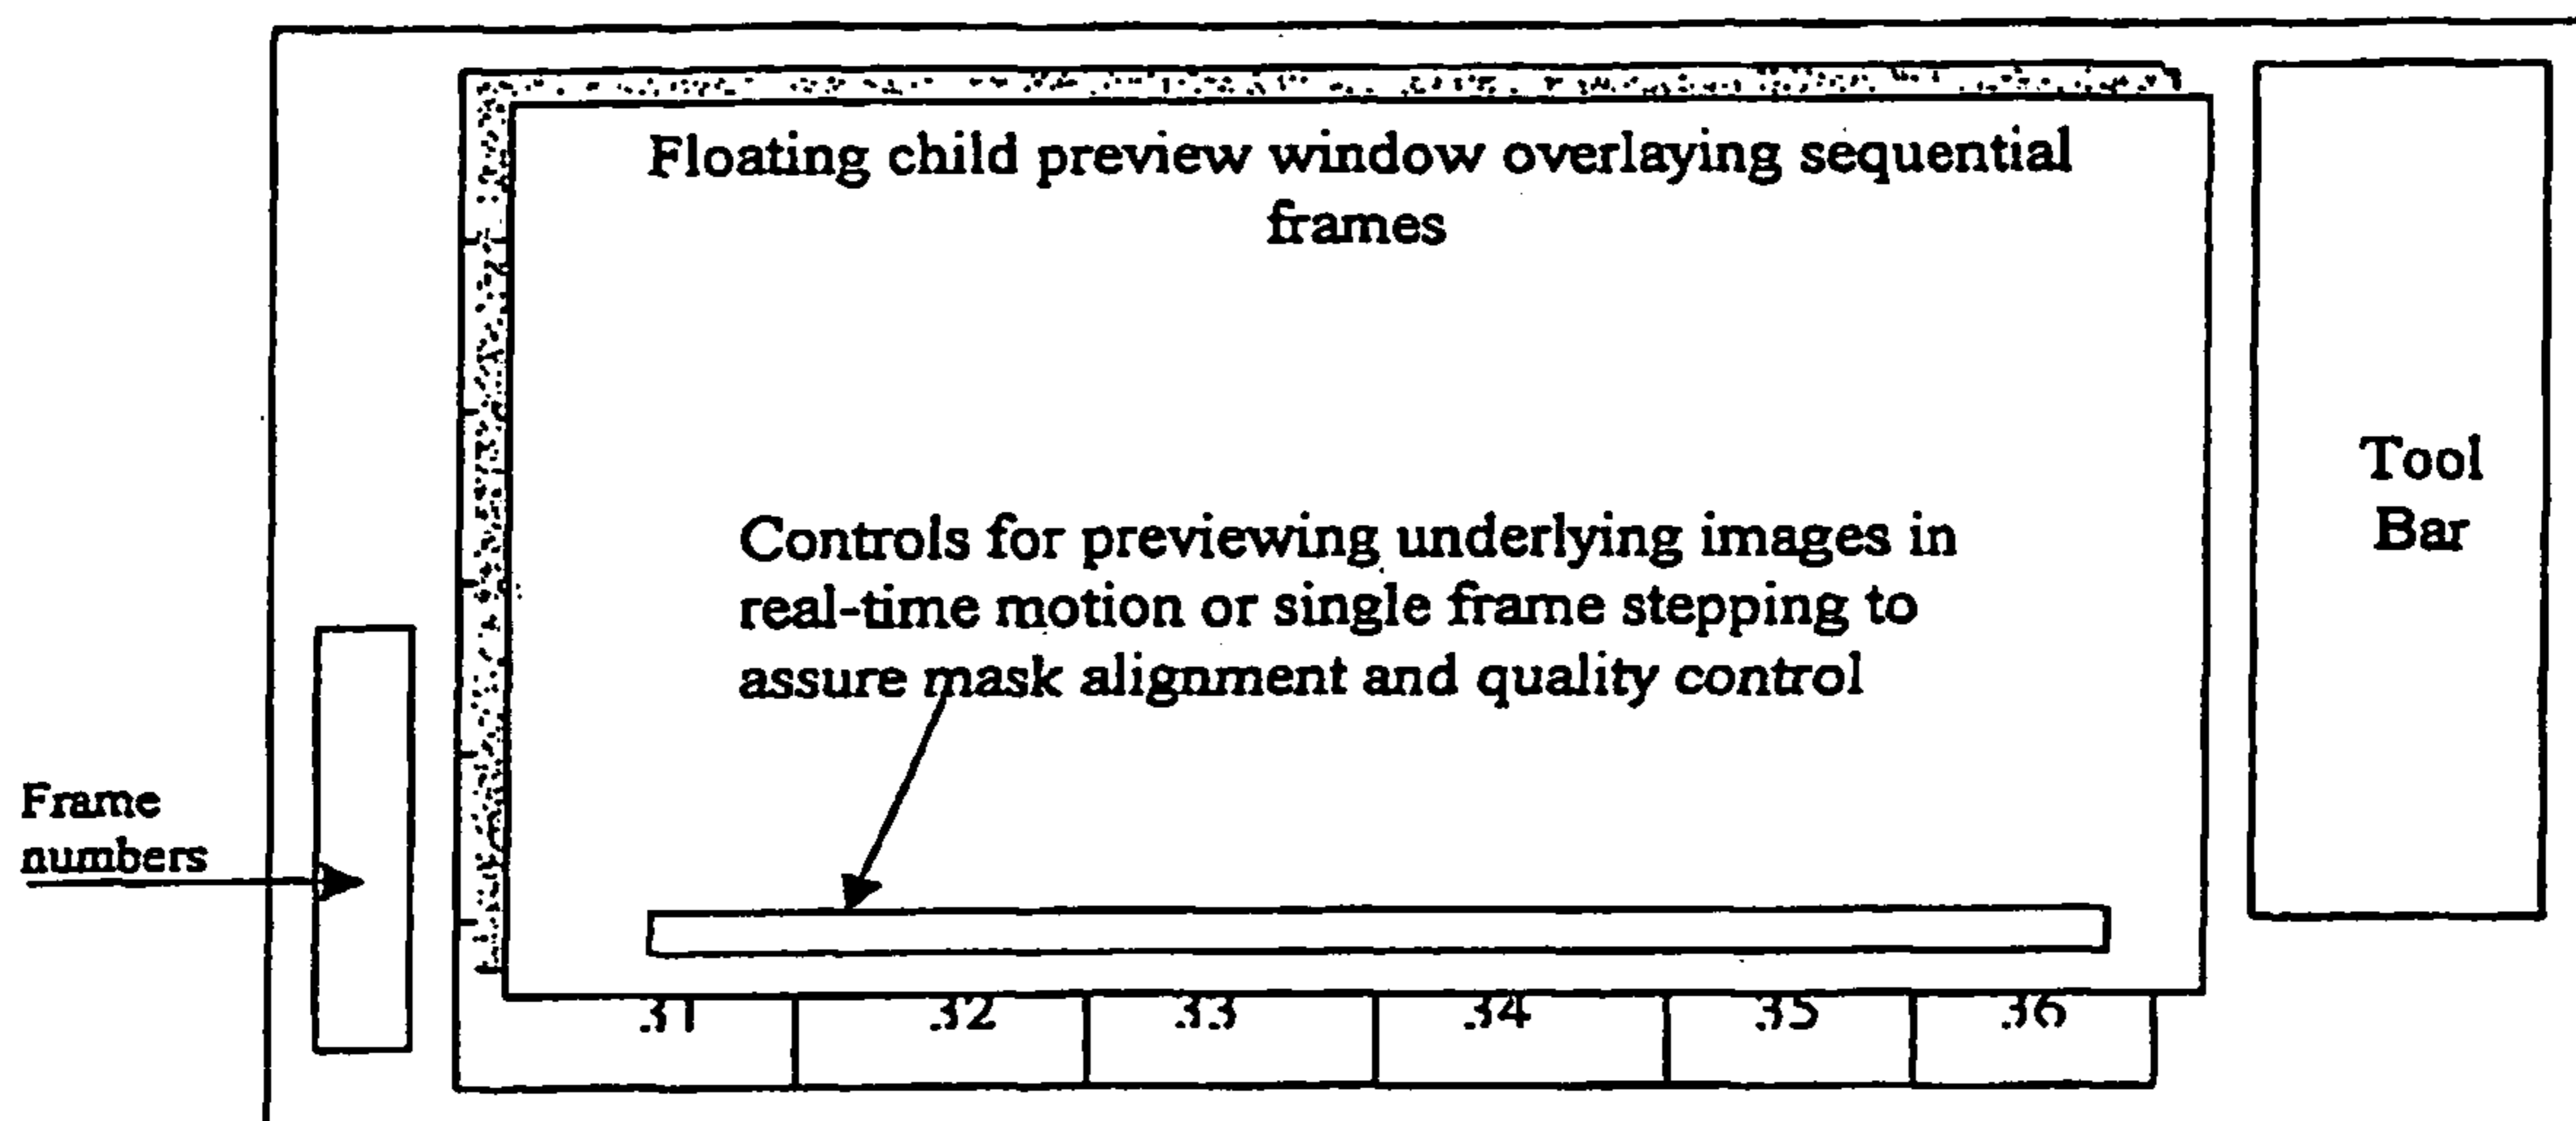 Floating child preview window overlaying sequential
frames
Tool
Bar
Controls for previewing underlying images in
real-time motion or single frame stepping to
assure mask alignment and quality control
Frame
numbers
31 32 33 34 35 36